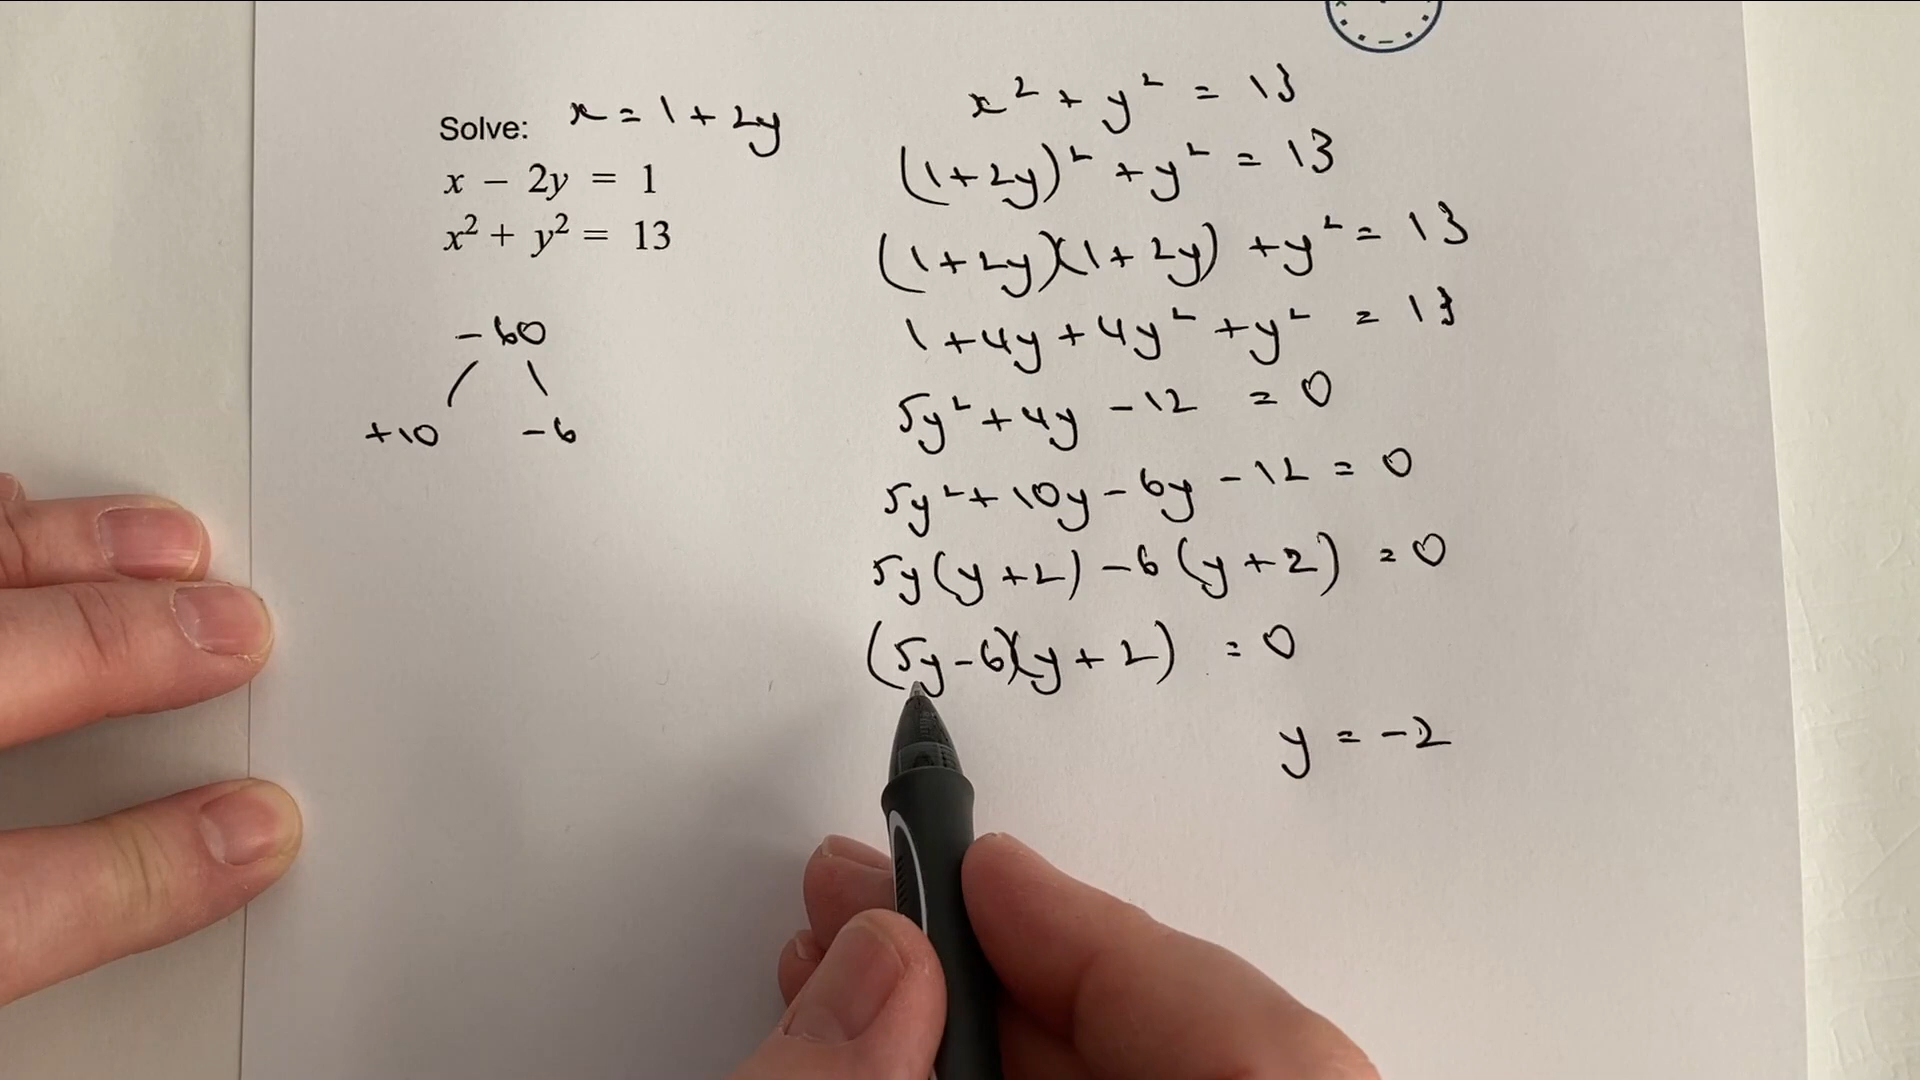 Solve: x = 1 + 2y
x − 2y = 1
x² + y² = 13
-60
+10 -6
x² + y² = 13
(1+2y)² + y² = 13
(1+2y)(1+2y) + y² = 13
1 + 4y + 4y² + y² = 13
5y² + 4y - 12 = 0
5y² + 10y - 6y - 12 = 0
5y(y+2) - 6(y+2) = 0
(5y-6)(y+2) = 0
y = -2